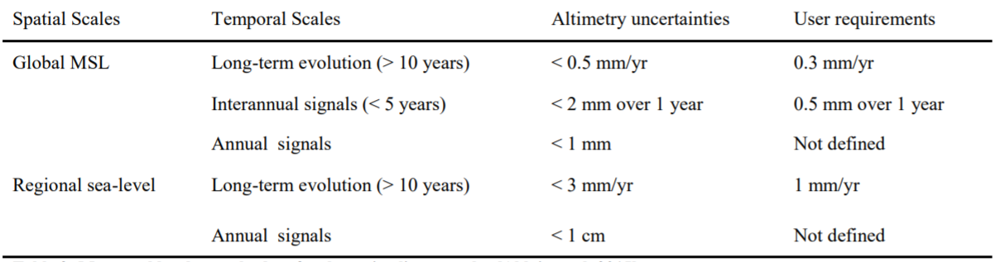 Spatial Scales Temporal Scales Altimetry uncertainties User requirements
Global MSL Long-term evolution (> 10 years) < 0.5 mm/yr 0.3 mm/yr
Interannual signals (< 5 years) < 2 mm over 1 year 0.5 mm over 1 year
Annual signals < 1 mm Not defined
Regional sea-level Long-term evolution (> 10 years) < 3 mm/yr 1 mm/yr
Annual signals < 1 cm Not defined